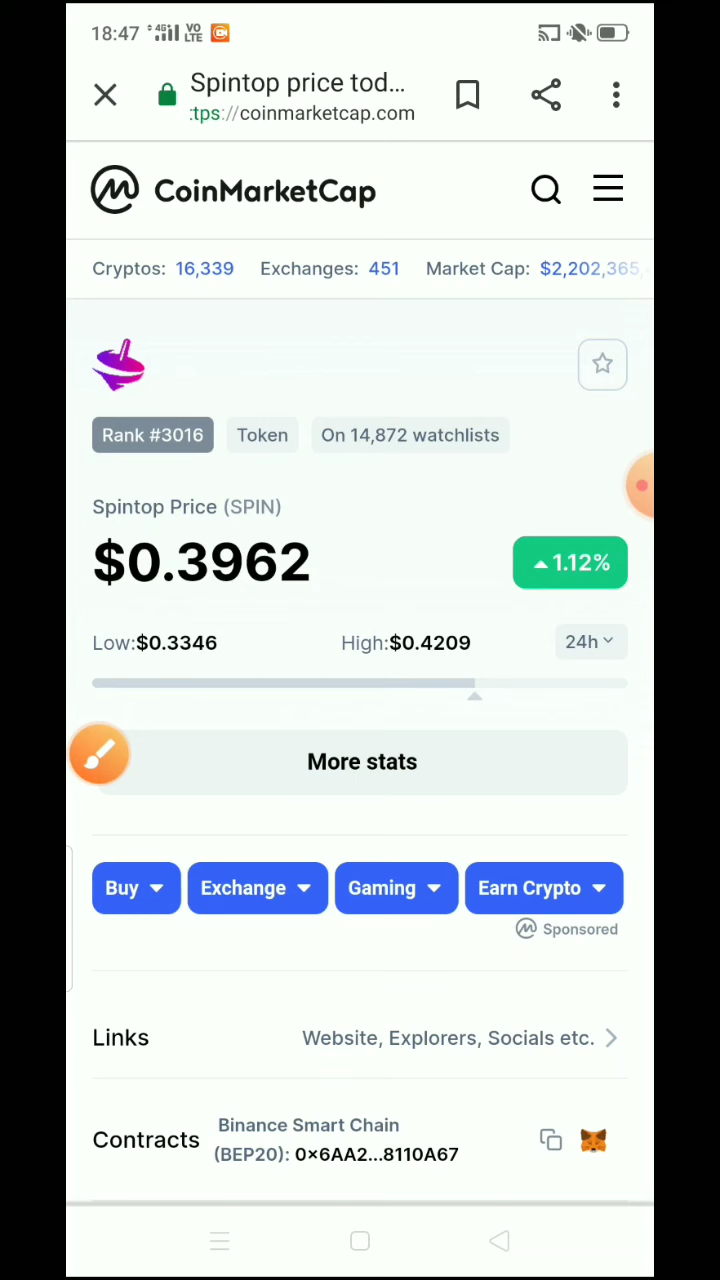 18:47 4G+ VO LTE
Spintop price tod...
:tps://coinmarketcap.com
CoinMarketCap
Cryptos: 16,339 Exchanges: 451 Market Cap: $2,202,365,
Rank #3016 Token On 14,872 watchlists
Spintop Price (SPIN)
$0.3962 1.12%
Low:$0.3346 High:$0.4209 24h
More stats
Buy Exchange Gaming Earn Crypto
Sponsored
Links Website, Explorers, Socials etc.
Contracts Binance Smart Chain
(BEP20): 0×6AA2...8110A67